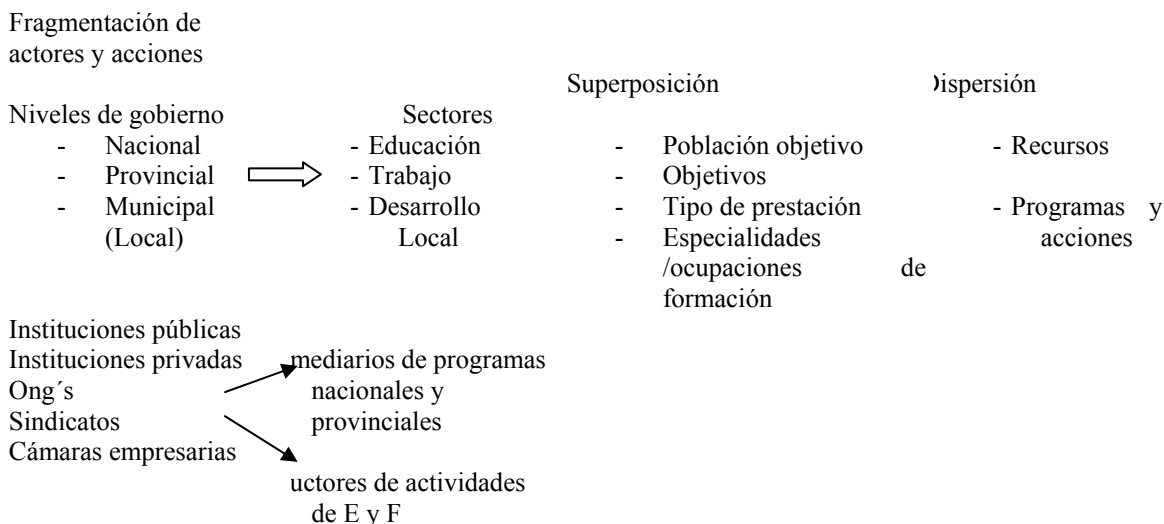 Fragmentación de
actores y acciones
Superposición
Dispersión
Niveles de gobierno
- Nacional
- Provincial
- Municipal
(Local)
Sectores
- Educación
- Trabajo
- Desarrollo
Local
- Población objetivo
- Objetivos
- Tipo de prestación
- Especialidades
/ocupaciones de
formación
- Recursos
- Programas y
acciones
Instituciones públicas
Instituciones privadas
Ong´s
Sindicatos
Cámaras empresarias
mediarios de programas
nacionales y
provinciales
uctores de actividades
de E y F